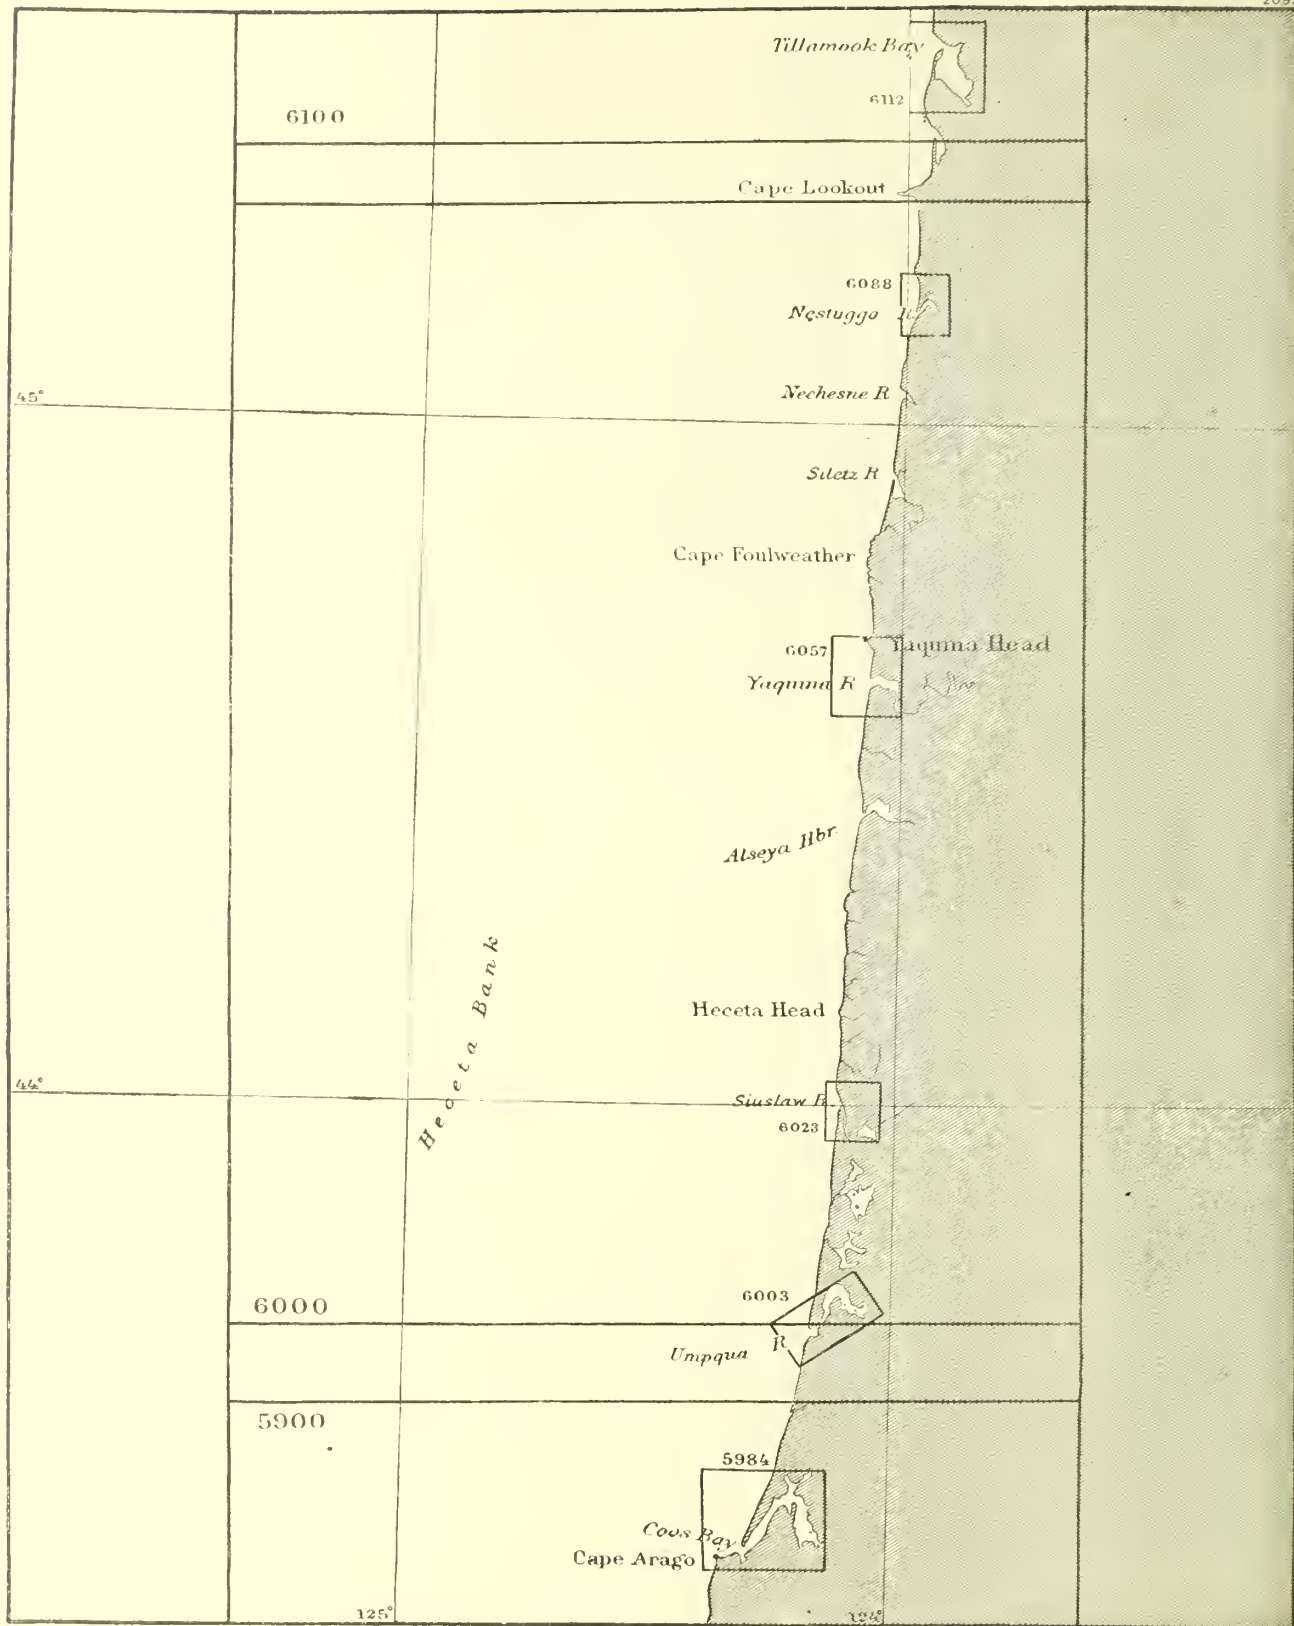 Tillamook Bay
6112
6100
Cape Lookout
6088
Nestuggo R.
45°
Nechesne R
Siletz R
Cape Foulweather
6057
Yaquina Head
Yaquina R
Alseya Hbr.
Heceta Bank
Heceta Head
44°
Siuslaw R.
6023
6003
6000
Umpqua R
5900
5984
Coos Bay
Cape Arago
125°
124°